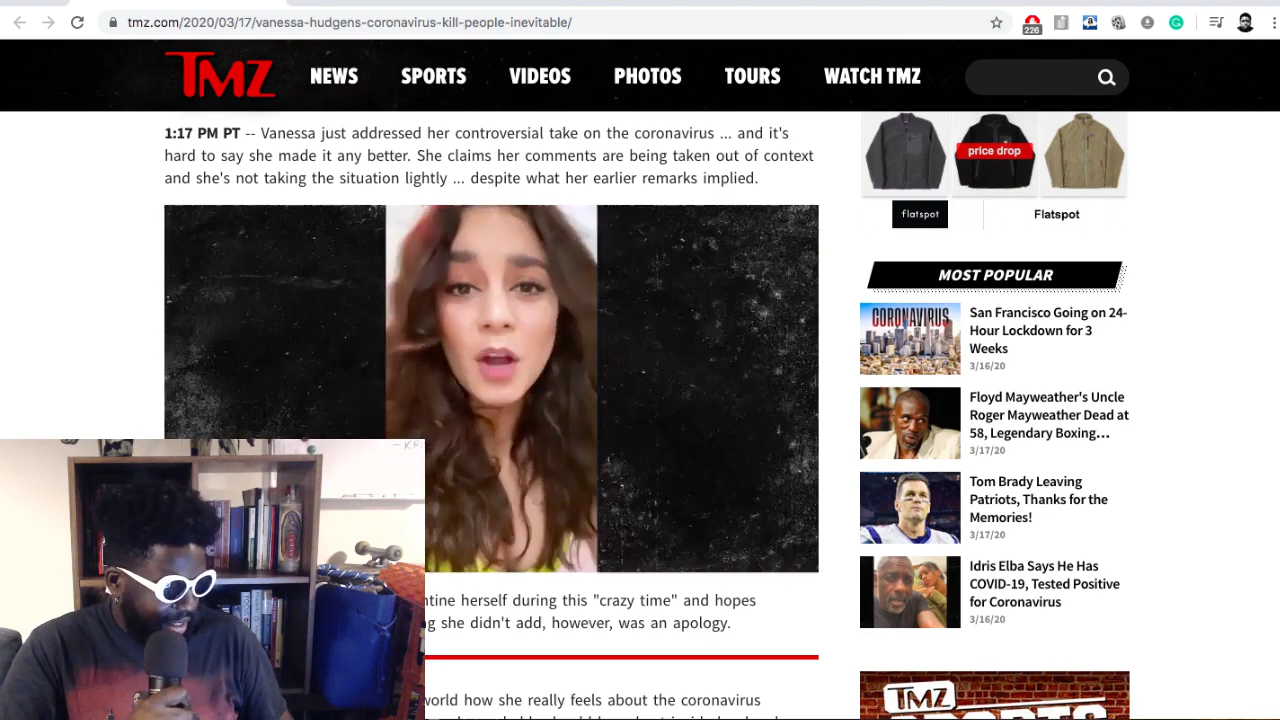 tmz.com/2020/03/17/vanessa-hudgens-coronavirus-kill-people-inevitable/
226
TMZ
NEWS
SPORTS
VIDEOS
PHOTOS
TOURS
WATCH TMZ
1:17 PM PT -- Vanessa just addressed her controversial take on the coronavirus ... and it's
hard to say she made it any better. She claims her comments are being taken out of context
and she's not taking the situation lightly ... despite what her earlier remarks implied.
price drop
flatspot
Flatspot
MOST POPULAR
CORONAVIRUS
San Francisco Going on 24-
Hour Lockdown for 3
Weeks
3/16/20
Floyd Mayweather's Uncle
Roger Mayweather Dead at
58, Legendary Boxing...
3/17/20
Tom Brady Leaving
Patriots, Thanks for the
Memories!
3/17/20
Idris Elba Says He Has
COVID-19, Tested Positive
for Coronavirus
3/16/20
ntine herself during this "crazy time" and hopes
g she didn't add, however, was an apology.
world how she really feels about the coronavirus
TMZ